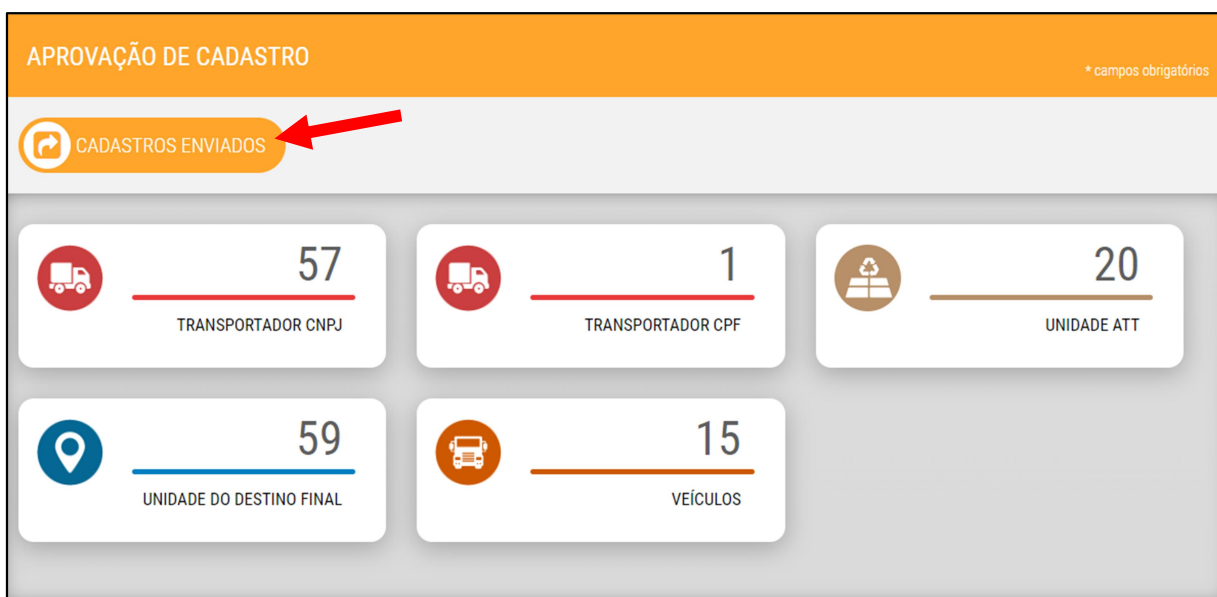 APROVAÇÃO DE CADASTRO
* campos obrigatórios
CADASTROS ENVIADOS
57
TRANSPORTADOR CNPJ
1
TRANSPORTADOR CPF
20
UNIDADE ATT
59
UNIDADE DO DESTINO FINAL
15
VEÍCULOS